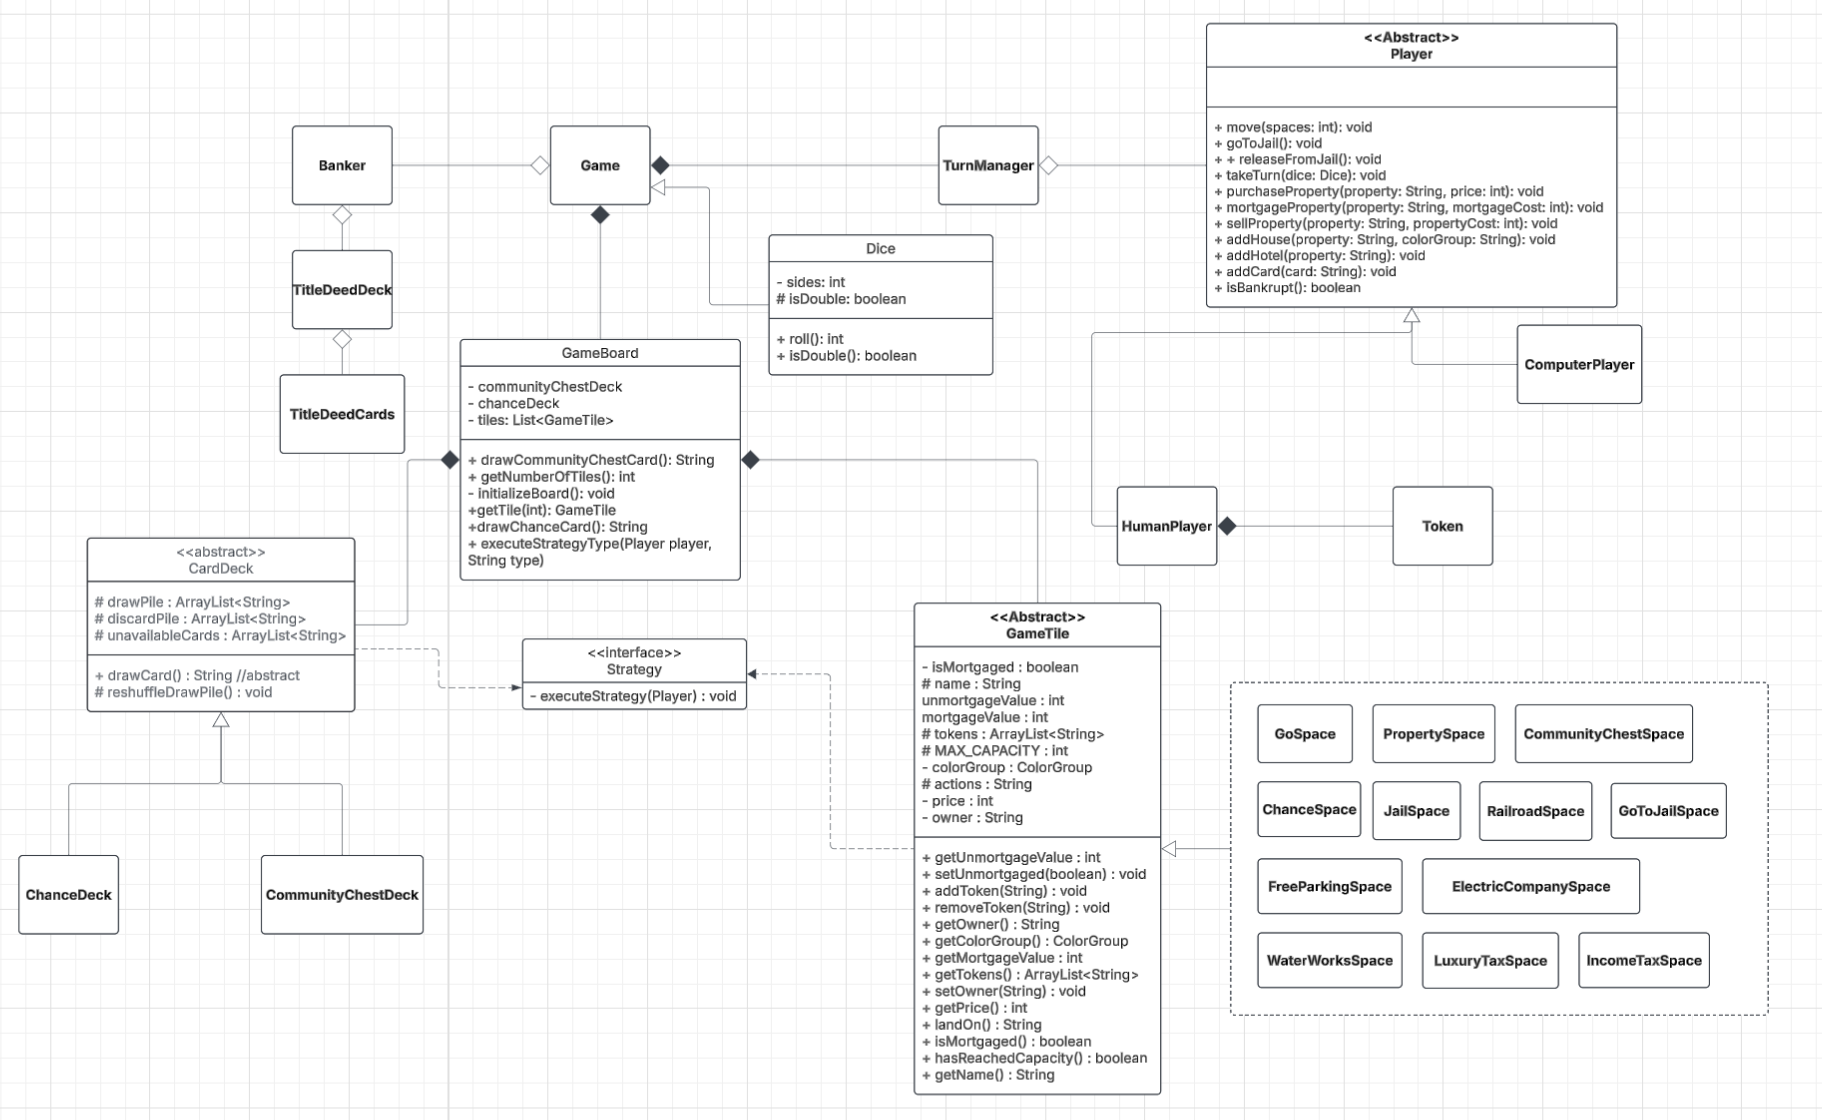 <<Abstract>>
Player
+ move(spaces: int): void
+ goToJail(): void
+ + releaseFromJail(): void
+ takeTurn(dice: Dice): void
+ purchaseProperty(property: String, price: int): void
+ mortgageProperty(property: String, mortgageCost: int): void
+ sellProperty(property: String, propertyCost: int): void
+ addHouse(property: String, colorGroup: String): void
+ addHotel(property: String): void
+ addCard(card: String): void
+ isBankrupt(): boolean
Banker
Game
TurnManager
Dice
- sides: int
# isDouble: boolean
+ roll(): int
+ isDouble(): boolean
TitleDeedDeck
TitleDeedCards
GameBoard
- communityChestDeck
- chanceDeck
- tiles: List<GameTile>
+ drawCommunityChestCard(): String
+ getNumberOfTiles(): int
- initializeBoard(): void
+getTile(int): GameTile
+drawChanceCard(): String
+ executeStrategyType(Player player,
String type)
ComputerPlayer
HumanPlayer
Token
<<abstract>>
CardDeck
# drawPile : ArrayList<String>
# discardPile : ArrayList<String>
# unavailableCards : ArrayList<String>
+ drawCard() : String //abstract
# reshuffleDrawPile() : void
<<interface>>
Strategy
- executeStrategy(Player) : void
<<Abstract>>
GameTile
- isMortgaged : boolean
# name : String
unmortgageValue : int
mortgageValue : int
# tokens : ArrayList<String>
# MAX_CAPACITY : int
- colorGroup : ColorGroup
# actions : String
- price : int
- owner : String
+ getUnmortgageValue : int
+ setUnmortgaged(boolean) : void
+ addToken(String) : void
+ removeToken(String) : void
+ getOwner() : String
+ getColorGroup() : ColorGroup
+ getMortgageValue : int
+ getTokens() : ArrayList<String>
+ setOwner(String) : void
+ getPrice() : int
+ landOn() : String
+ isMortgaged() : boolean
+ hasReachedCapacity() : boolean
+ getName() : String
GoSpace
PropertySpace
CommunityChestSpace
ChanceSpace
JailSpace
RailroadSpace
GoToJailSpace
FreeParkingSpace
ElectricCompanySpace
WaterWorksSpace
LuxuryTaxSpace
IncomeTaxSpace
ChanceDeck
CommunityChestDeck